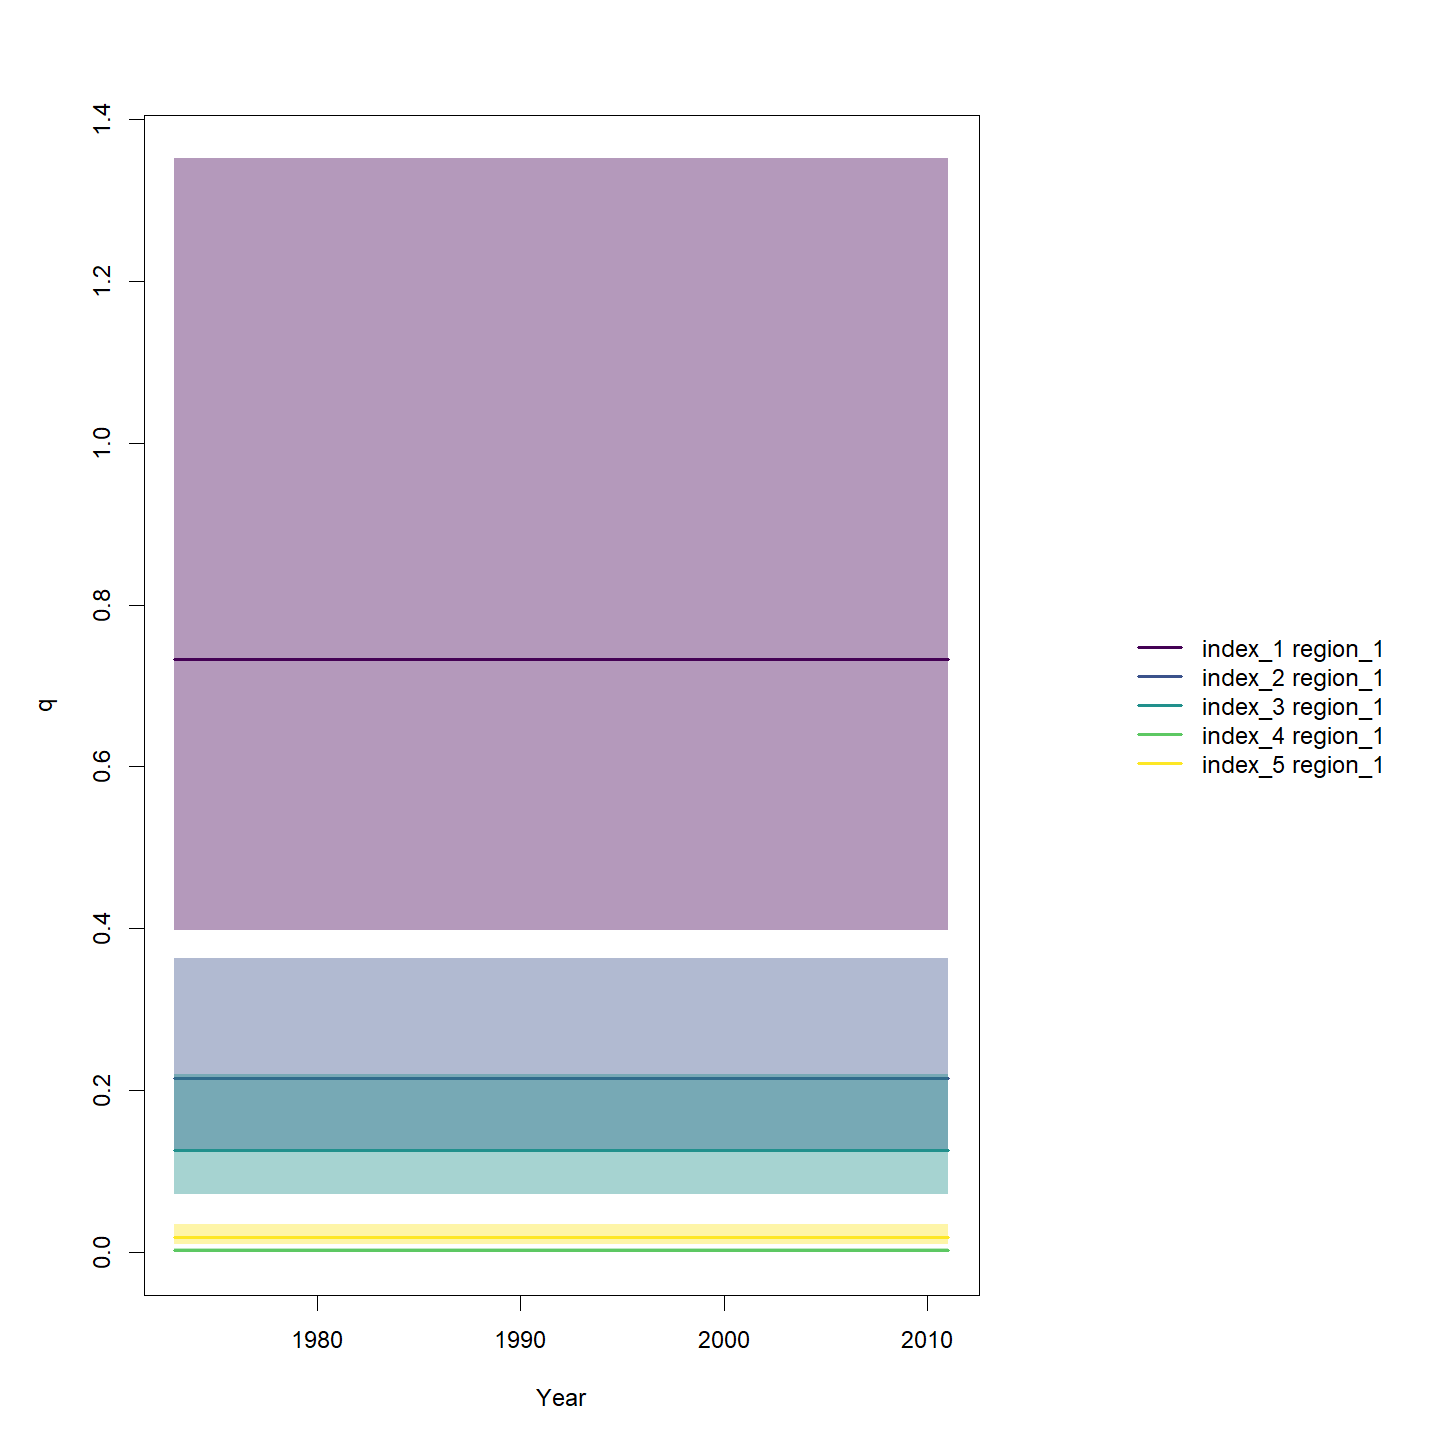 1.4
1.2
1.0
0.8
0.6
0.4
0.2
0.0
q
1980 1990 2000 2010
Year
index_1 region_1
index_2 region_1
index_3 region_1
index_4 region_1
index_5 region_1